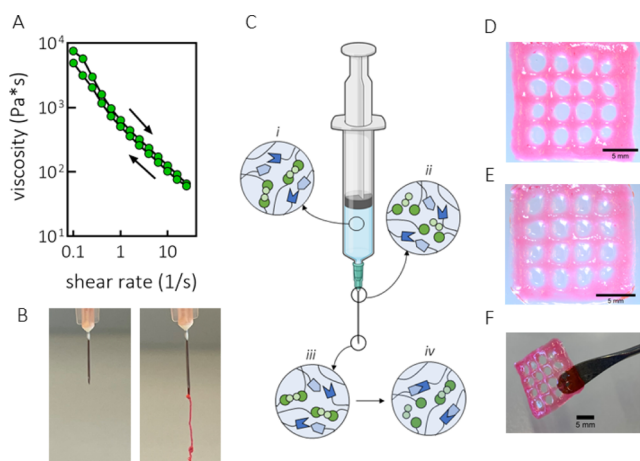 A
10⁴
10³
10²
10¹
viscosity (Pa*s)
0.1
1
10
shear rate (1/s)
B
C
i
ii
iii
iv
D
5 mm
E
5 mm
F
5 mm